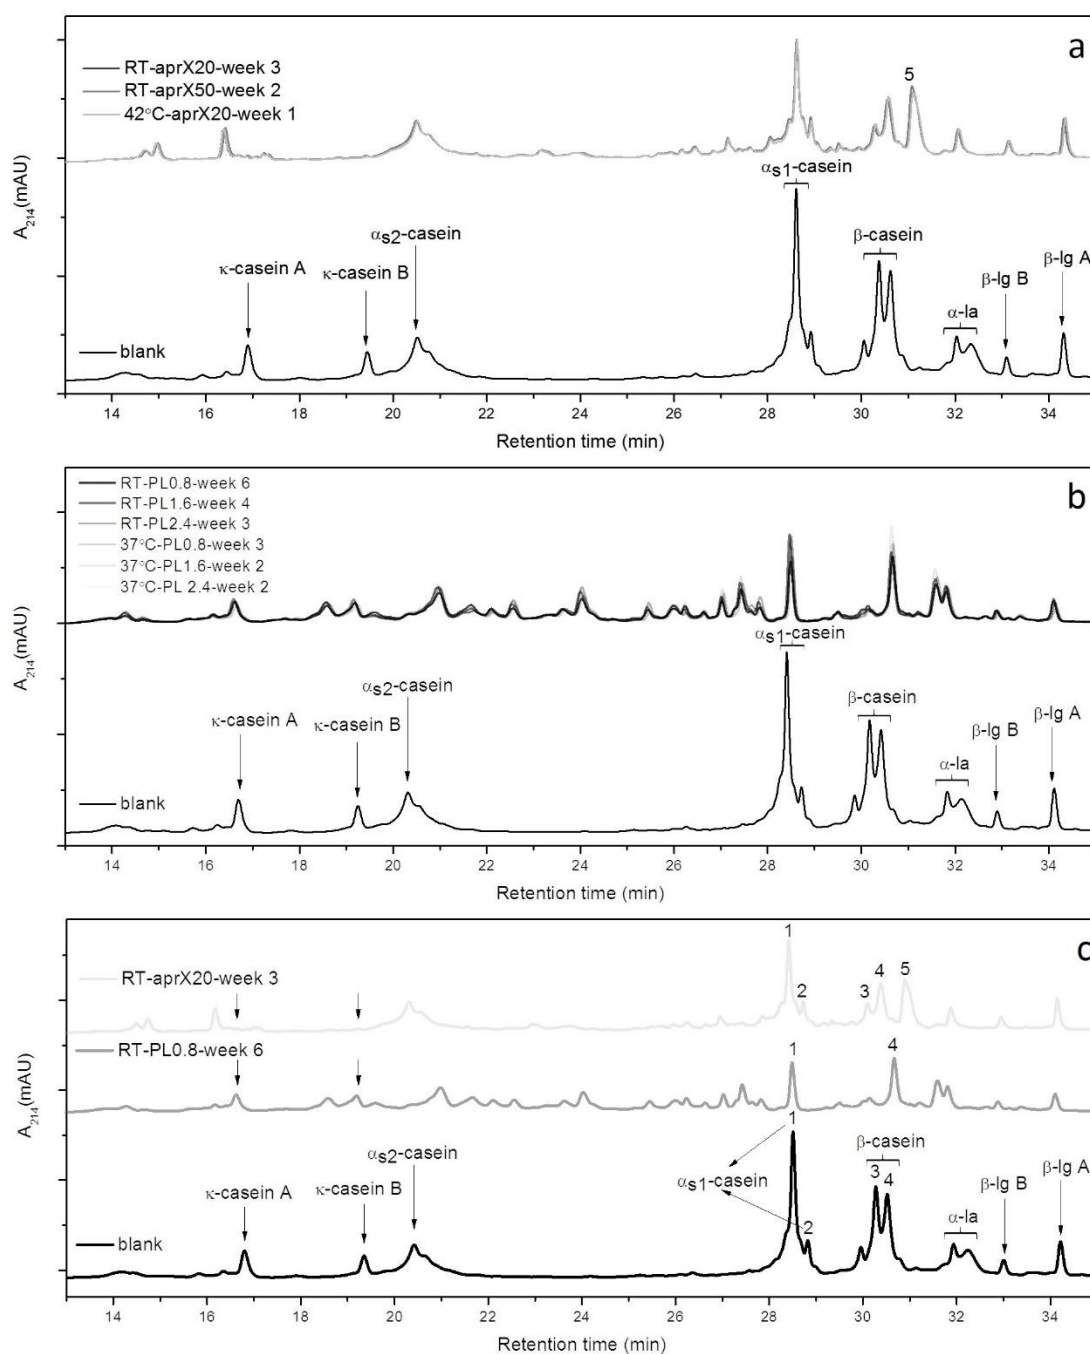 a
RT-aprX20-week 3
RT-aprX50-week 2
42°C-aprX20-week 1
5
αs1-casein
αs2-casein
β-casein
κ-casein A
κ-casein B
α-la
β-lg B
β-lg A
blank
A214(mAU)
14 16 18 20 22 24 26 28 30 32 34
Retention time (min)
b
RT-PL0.8-week 6
RT-PL1.6-week 4
RT-PL2.4-week 3
37°C-PL0.8-week 3
37°C-PL1.6-week 2
37°C-PL 2.4-week 2
αs1-casein
αs2-casein
β-casein
κ-casein A
κ-casein B
α-la
β-lg B
β-lg A
blank
A214(mAU)
14 16 18 20 22 24 26 28 30 32 34
Retention time (min)
c
1
RT-aprX20-week 3
2 3 4 5
RT-PL0.8-week 6
1 4
1
αs2-casein
β-casein
κ-casein A
κ-casein B
αs1-casein
3 4
β-lg B
β-lg A
2
α-la
blank
A214(mAU)
14 16 18 20 22 24 26 28 30 32 34
Retention time (min)